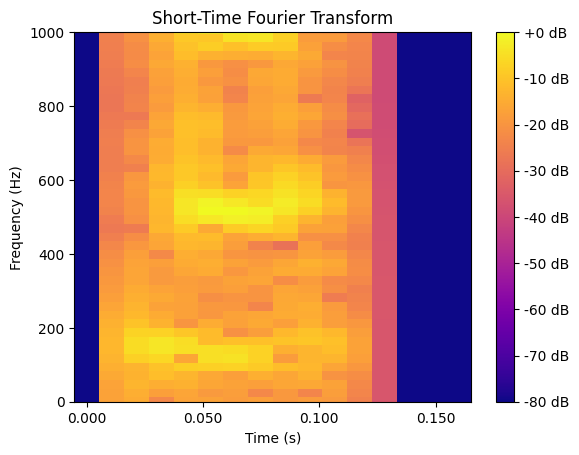 Short-Time Fourier Transform
1000
800
600
400
200
0
Frequency (Hz)
0.000
0.050
0.100
0.150
Time (s)
+0 dB
-10 dB
-20 dB
-30 dB
-40 dB
-50 dB
-60 dB
-70 dB
-80 dB